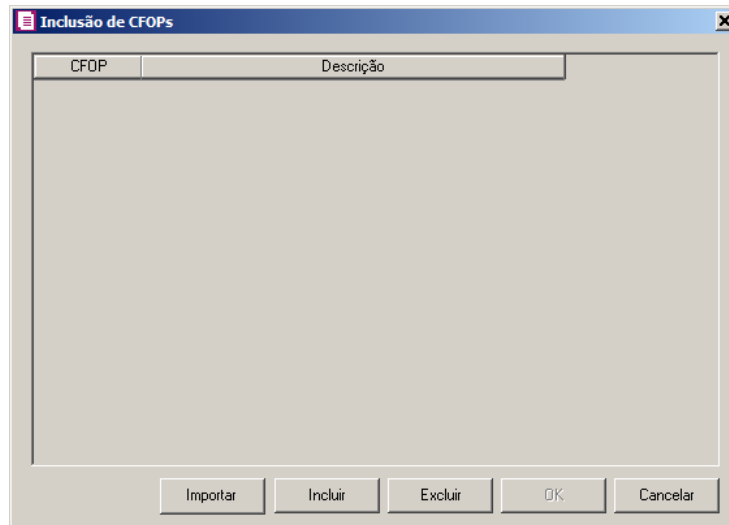 Inclusão de CFOPs
CFOP Descrição
Importar Incluir Excluir OK Cancelar